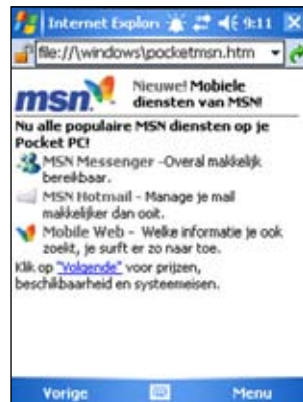 Internet Explor 9:11
file://\windows\pocketmsn.htm
msn
Nieuwe! Mobiele
diensten van MSN!
Nu alle populaire MSN diensten op je
Pocket PC!
MSN Messenger -Overal makkelijk
bereikbaar.
MSN Hotmail - Manage je mail
makkelijker dan ooit.
Mobile Web - Welke informatie je ook
zoekt, je surft er zo naar toe.
Klik op "Volgende" voor prijzen,
beschikbaarheid en systeemeisen.
Vorige Menu